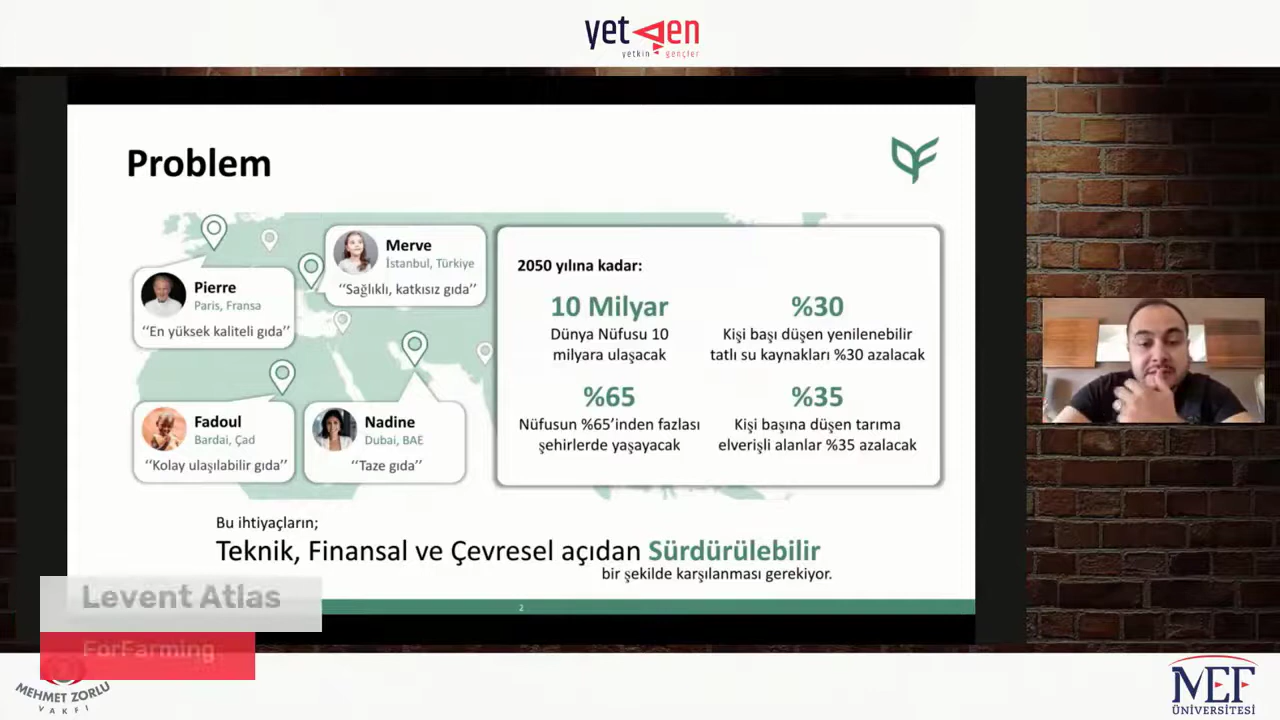 yetgen
yetkin gençler
Problem
Merve
İstanbul, Türkiye
“Sağlıklı, katkısız gıda”
Pierre
Paris, Fransa
“En yüksek kaliteli gıda”
Fadoul
Bardai, Çad
“Kolay ulaşılabilir gıda”
Nadine
Dubai, BAE
“Taze gıda”
2050 yılına kadar:
10 Milyar
Dünya Nüfusu 10
milyara ulaşacak
%30
Kişi başı düşen yenilenebilir
tatlı su kaynakları %30 azalacak
%65
Nüfusun %65’inden fazlası
şehirlerde yaşayacak
%35
Kişi başına düşen tarıma
elverişli alanlar %35 azalacak
Bu ihtiyaçların;
Teknik, Finansal ve Çevresel açıdan Sürdürülebilir
bir şekilde karşılanması gerekiyor.
2
Levent Atlas
ForFarming
MEHMET ZORLU
VAKFI
MEF
ÜNİVERSİTESİ